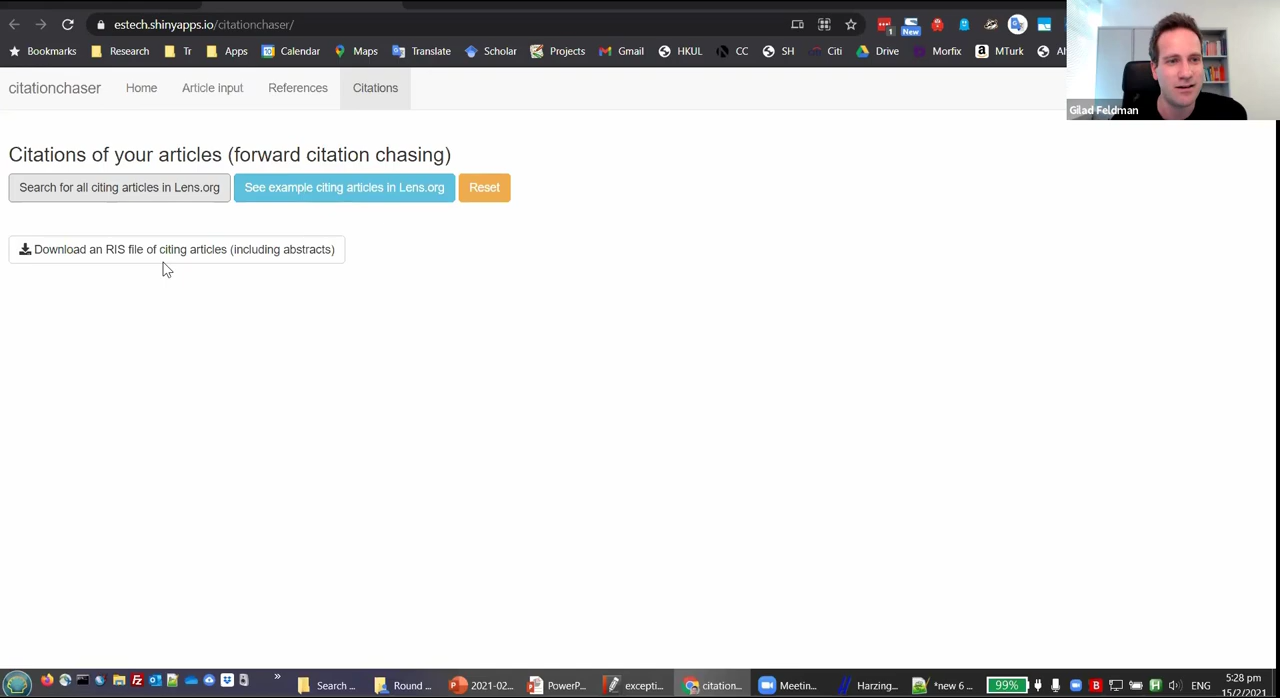 estech.shinyapps.io/citationchaser/
1
New
Bookmarks Research Tr Apps Calendar Maps Translate Scholar Projects Gmail HKUL CC SH Citi Drive Morfix MTurk
Gilad Feldman
citationchaser Home Article input References Citations
Citations of your articles (forward citation chasing)
Search for all citing articles in Lens.org See example citing articles in Lens.org Reset
Download an RIS file of citing articles (including abstracts)
Search ... Round ... 2021-02... PowerP... excepti... citation... Meetin... Harzing... *new 6 ... 99% ENG 5:28 pm
15/2/2021